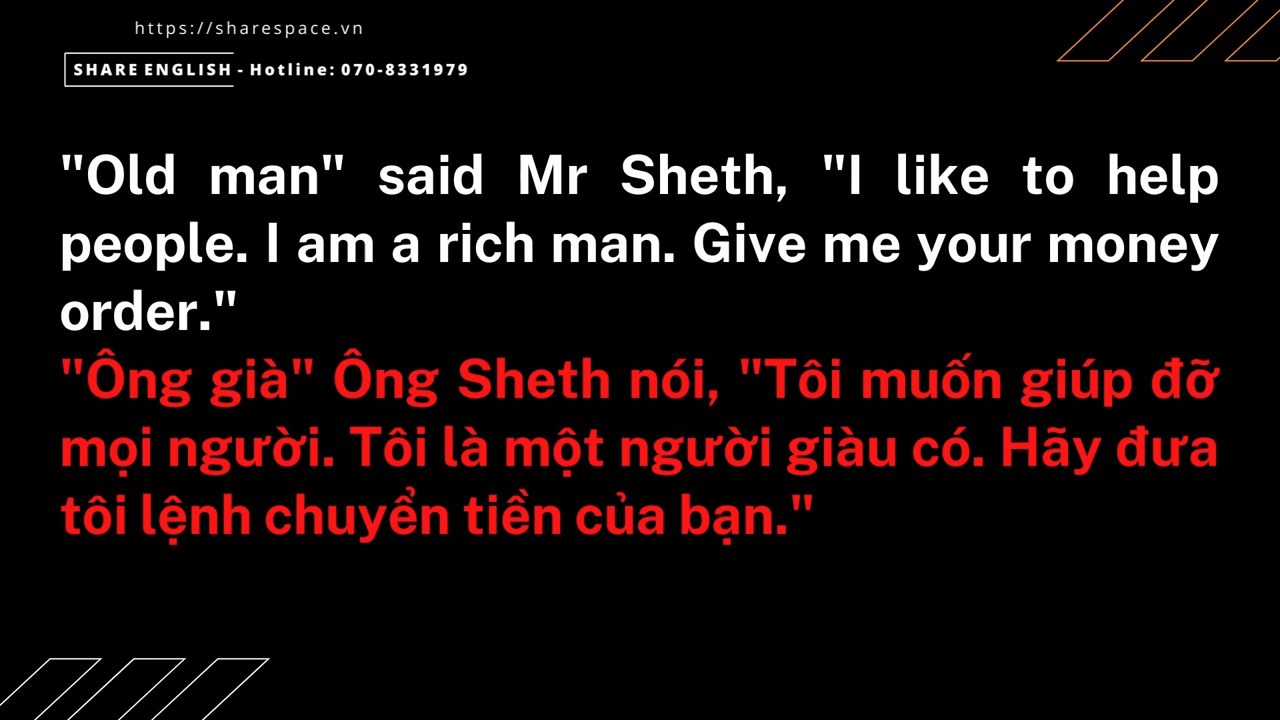 https://sharespace.vn
SHARE ENGLISH - Hotline: 070-8331979
"Old man" said Mr Sheth, "I like to help
people. I am a rich man. Give me your money
order."
"Ông già" Ông Sheth nói, "Tôi muốn giúp đỡ
mọi người. Tôi là một người giàu có. Hãy đưa
tôi lệnh chuyển tiền của bạn."